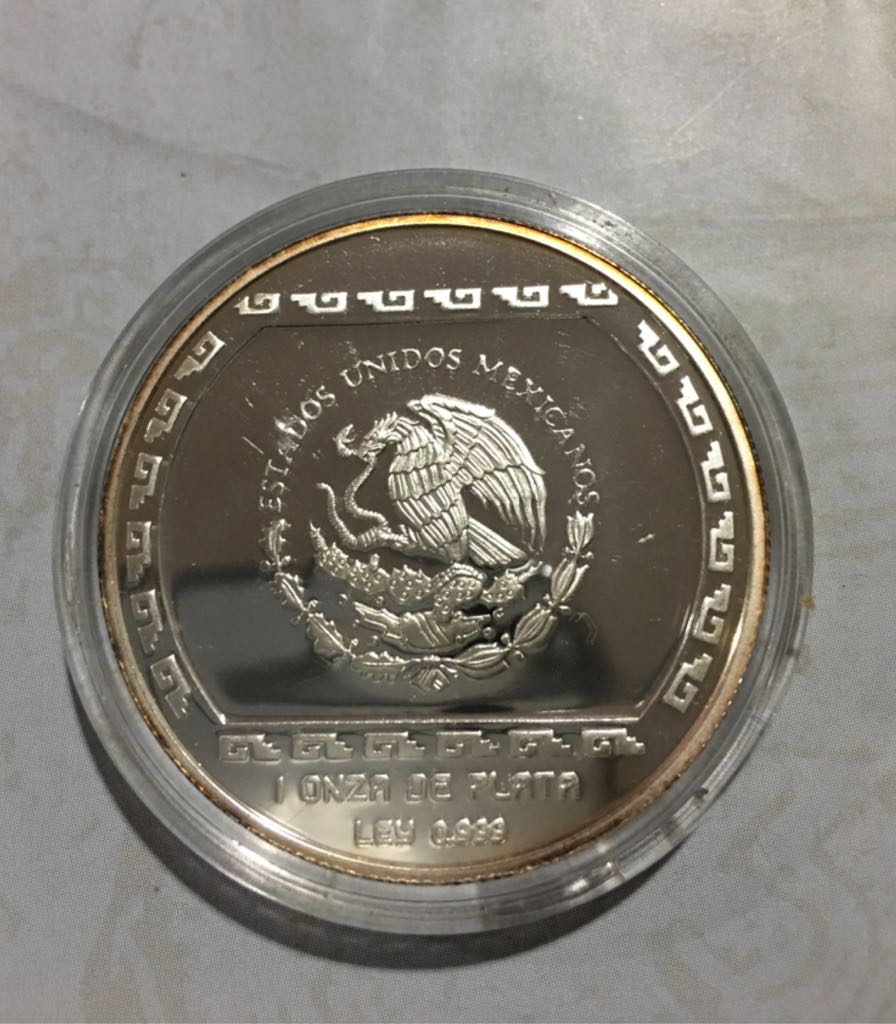 ESTADOS UNIDOS MEXICANOS
1 ONZA DE PLATA
LEY 0.999